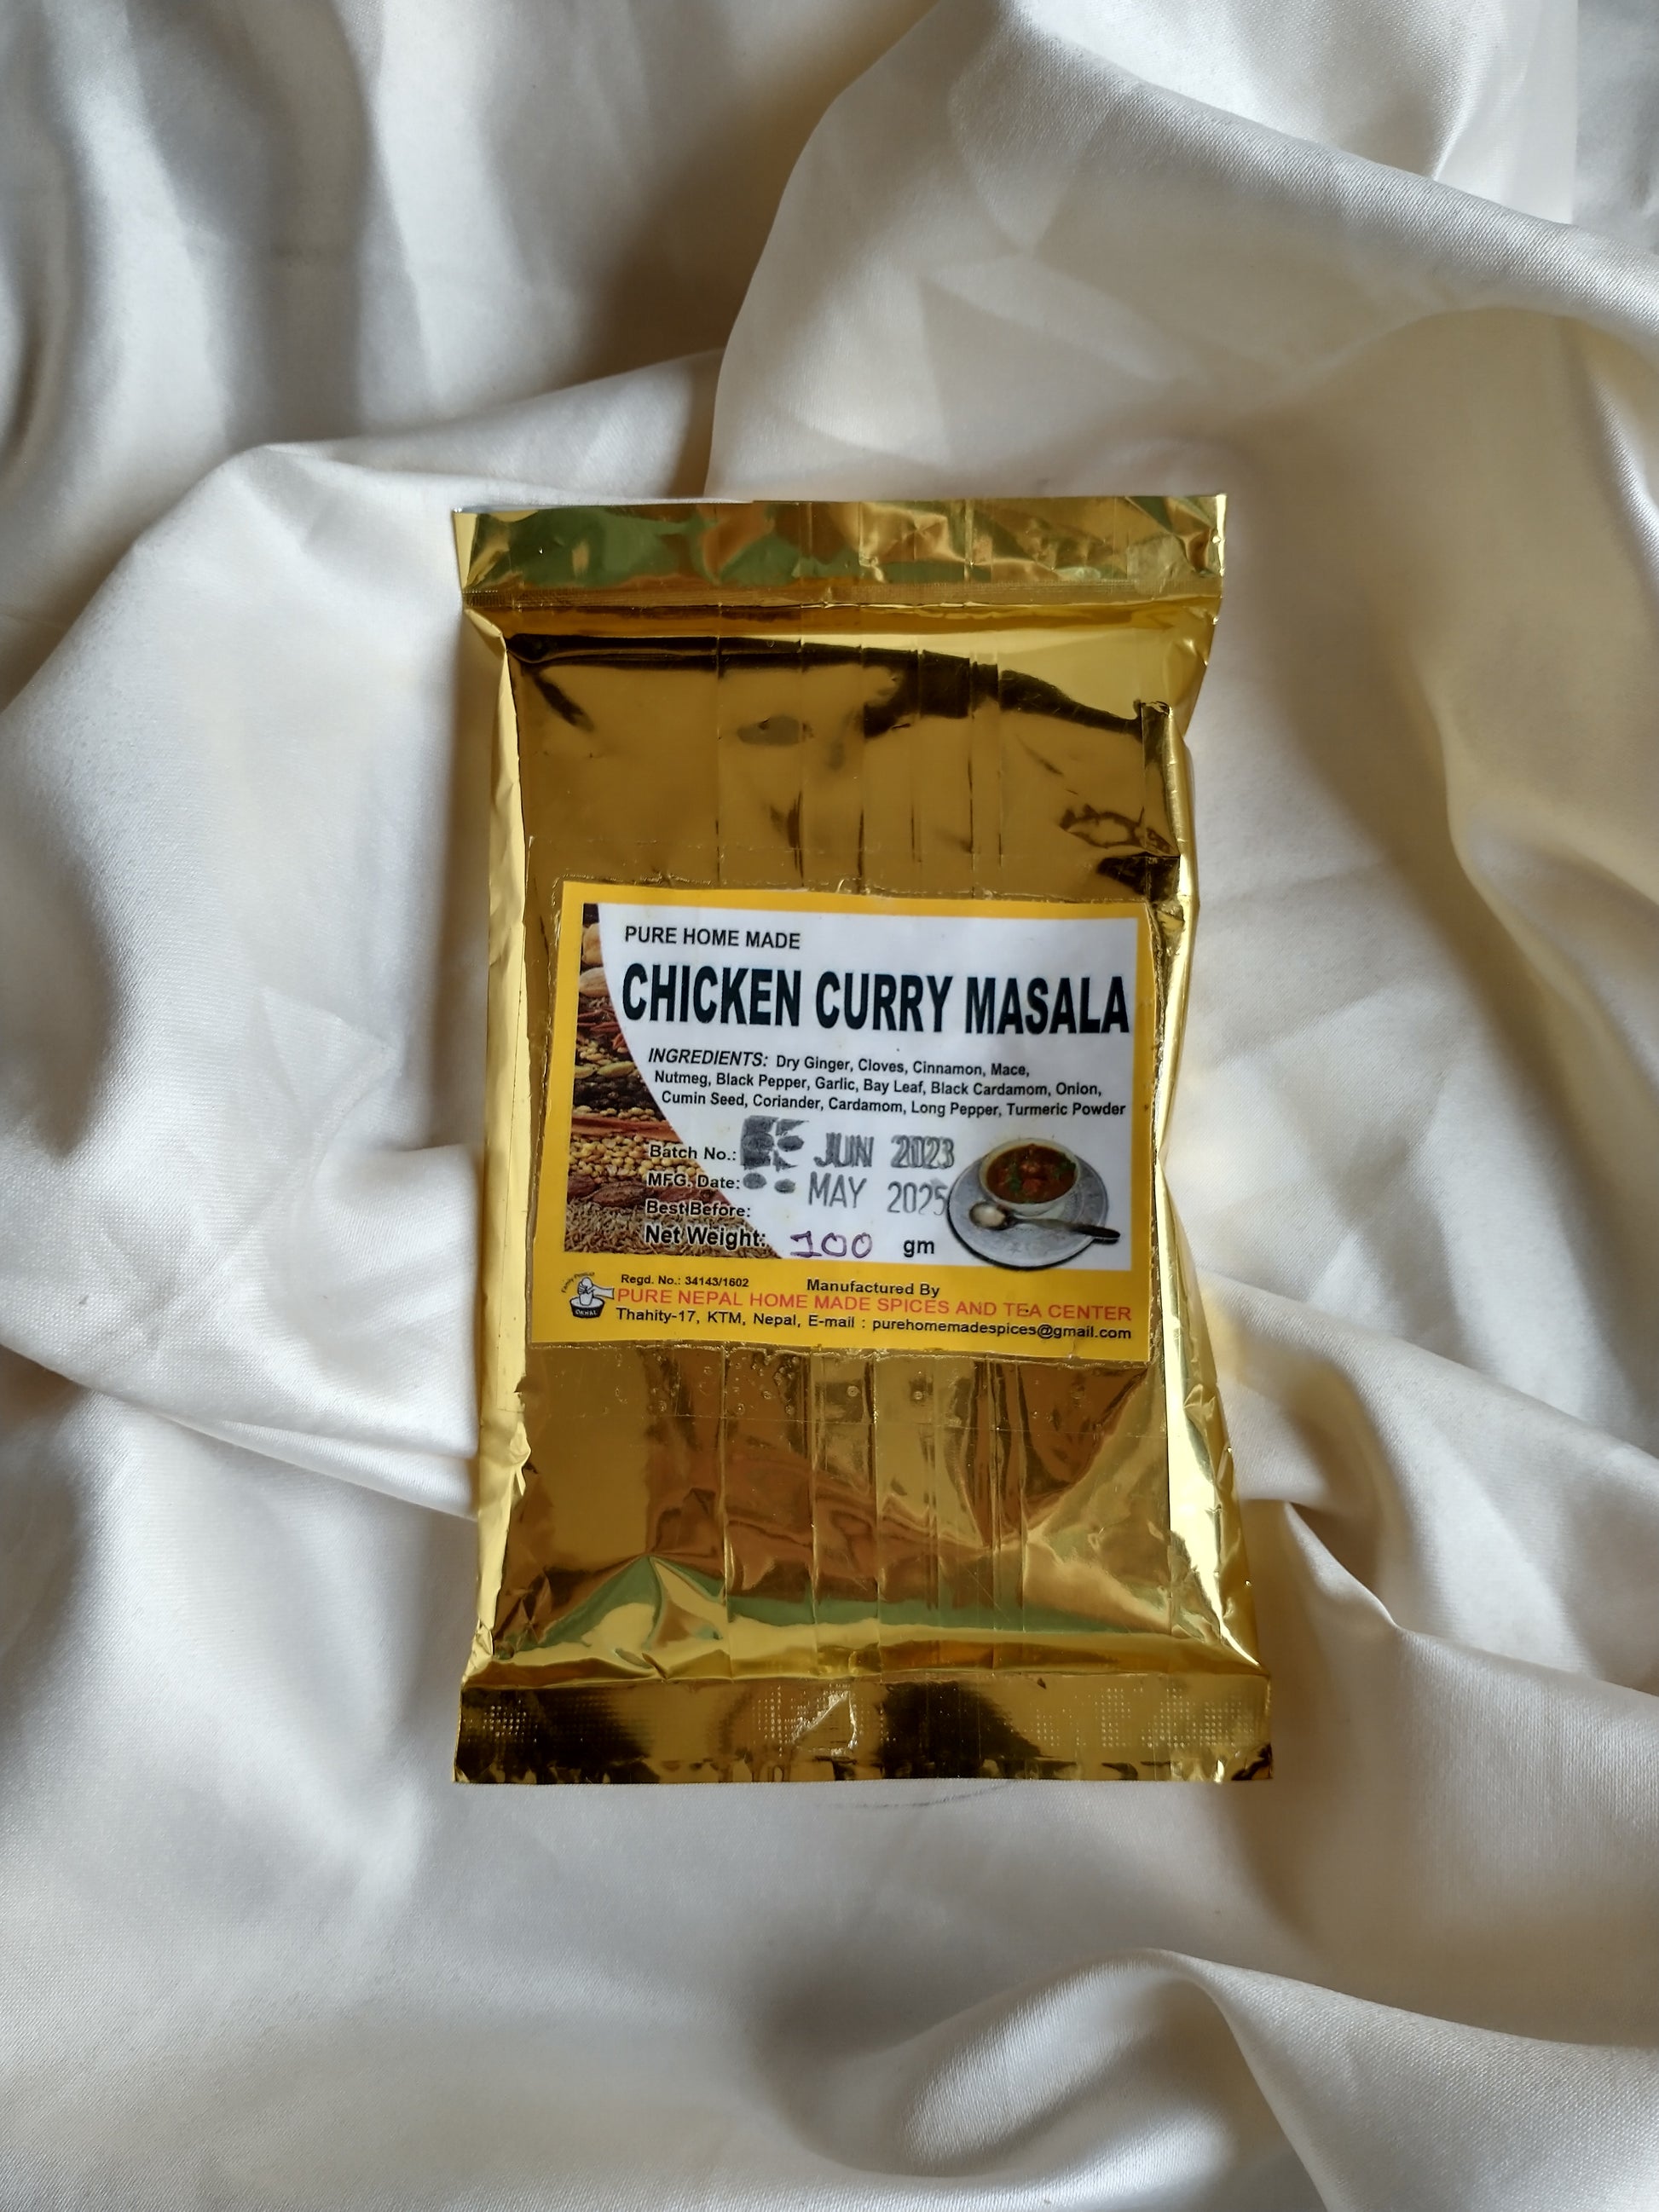 PURE HOME MADE
CHICKEN CURRY MASALA
INGREDIENTS: Dry Ginger, Cloves, Cinnamon, Mace,
Nutmeg, Black Pepper, Garlic, Bay Leaf, Black Cardamom, Onion,
Cumin Seed, Coriander, Cardamom, Long Pepper, Turmeric Powder
Batch No.: JUN 2023
MFG. Date: MAY 2025
Best Before:
Net Weight: 100 gm
Regd. No.: 34143/1602 Manufactured By
PURE NEPAL HOME MADE SPICES AND TEA CENTER
Thahity-17, KTM, Nepal, E-mail : purehomemadespices@gmail.com